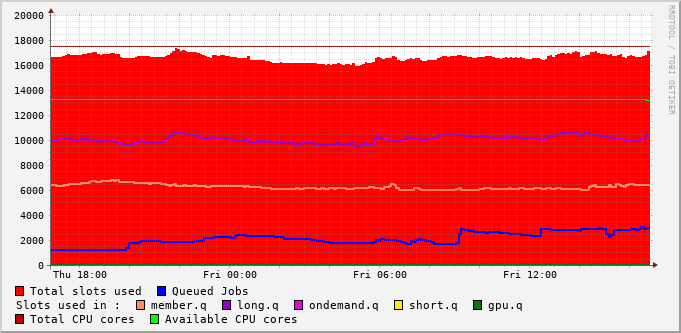 20000
18000
16000
14000
12000
10000
8000
6000
4000
2000
0
Thu 18:00 Fri 00:00 Fri 06:00 Fri 12:00
RRDTOOL / TOBI OETIKER
Total slots used Queued Jobs
Slots used in : member.q long.q ondemand.q short.q gpu.q
Total CPU cores Available CPU cores